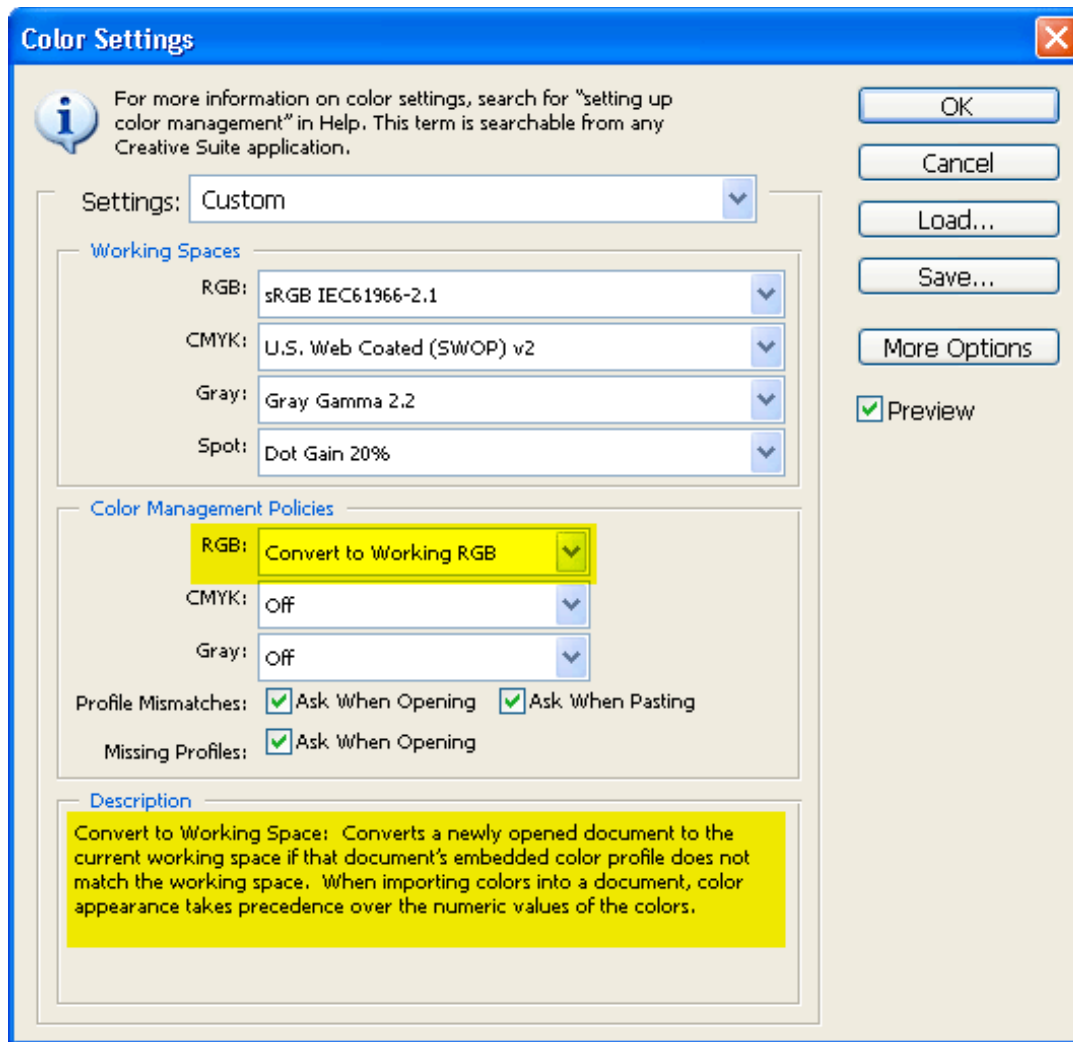 Color Settings
For more information on color settings, search for "setting up
color management" in Help. This term is searchable from any
Creative Suite application.
OK
Cancel
Load...
Save...
More Options
Preview
Settings: Custom
Working Spaces
RGB: sRGB IEC61966-2.1
CMYK: U.S. Web Coated (SWOP) v2
Gray: Gray Gamma 2.2
Spot: Dot Gain 20%
Color Management Policies
RGB: Convert to Working RGB
CMYK: Off
Gray: Off
Profile Mismatches: Ask When Opening Ask When Pasting
Missing Profiles: Ask When Opening
Description
Convert to Working Space: Converts a newly opened document to the
current working space if that document's embedded color profile does not
match the working space. When importing colors into a document, color
appearance takes precedence over the numeric values of the colors.